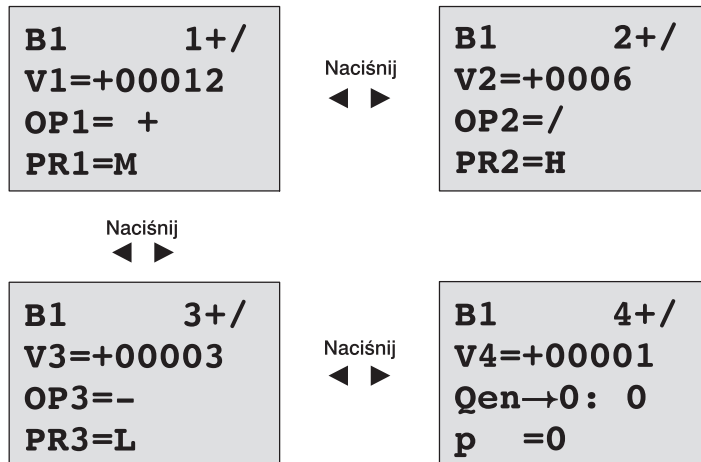 B1 1+/
V1=+00012
OP1= +
PR1=M
Naciśnij
B1 2+/
V2=+0006
OP2=/
PR2=H
Naciśnij
B1 3+/
V3=+00003
OP3=-
PR3=L
Naciśnij
B1 4+/
V4=+00001
Qen→0: 0
p =0